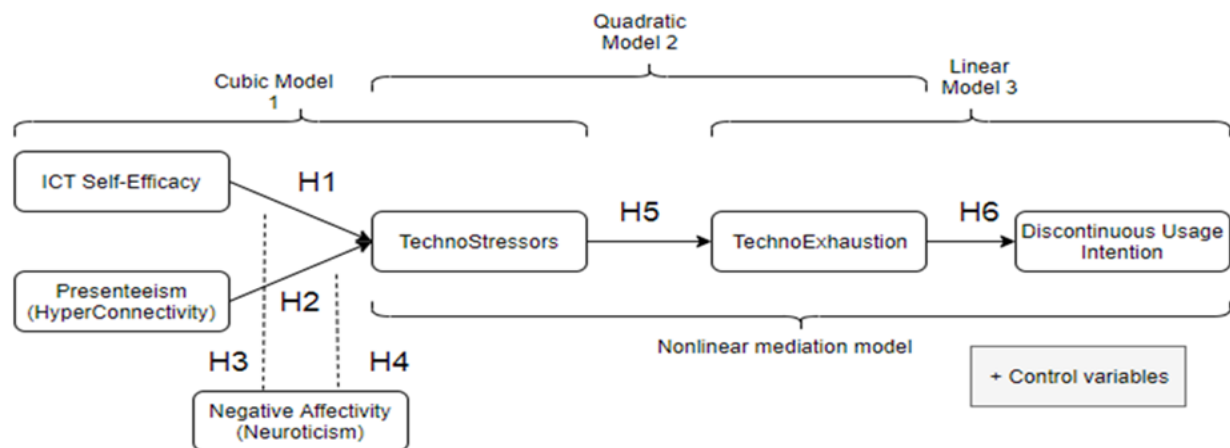 Quadratic
Model 2
Cubic Model
1
Linear
Model 3
ICT Self-Efficacy
H1
TechnoStressors
H5
TechnoExhaustion
H6
Discontinuous Usage
Intention
Presenteeism
(HyperConnectivity)
H2
H3
H4
Nonlinear mediation model
+ Control variables
Negative Affectivity
(Neuroticism)